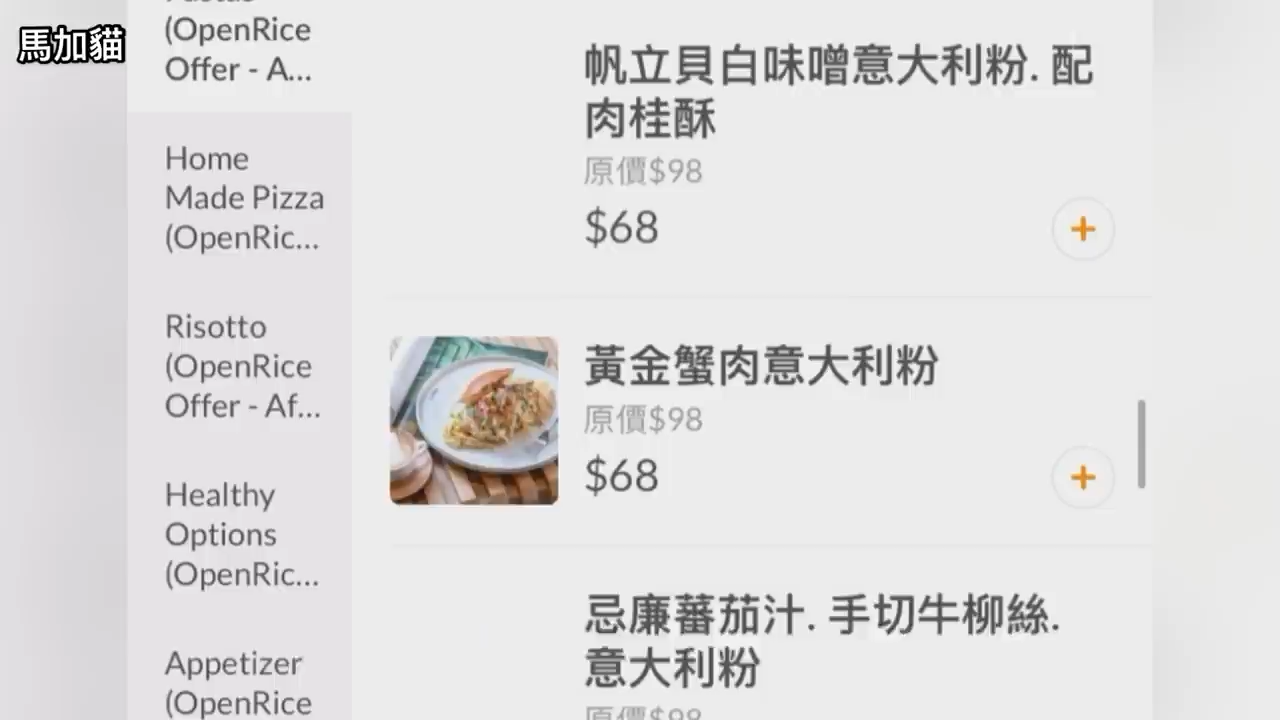 馬加貓
(OpenRice
Offer - A...
Home
Made Pizza
(OpenRic...
Risotto
(OpenRice
Offer - Af...
Healthy
Options
(OpenRic...
Appetizer
(OpenRice
帆立貝白味噌意大利粉. 配
肉桂酥
原價$98
$68
+
黃金蟹肉意大利粉
原價$98
$68
+
忌廉蕃茄汁. 手切牛柳絲.
意大利粉
原價$98